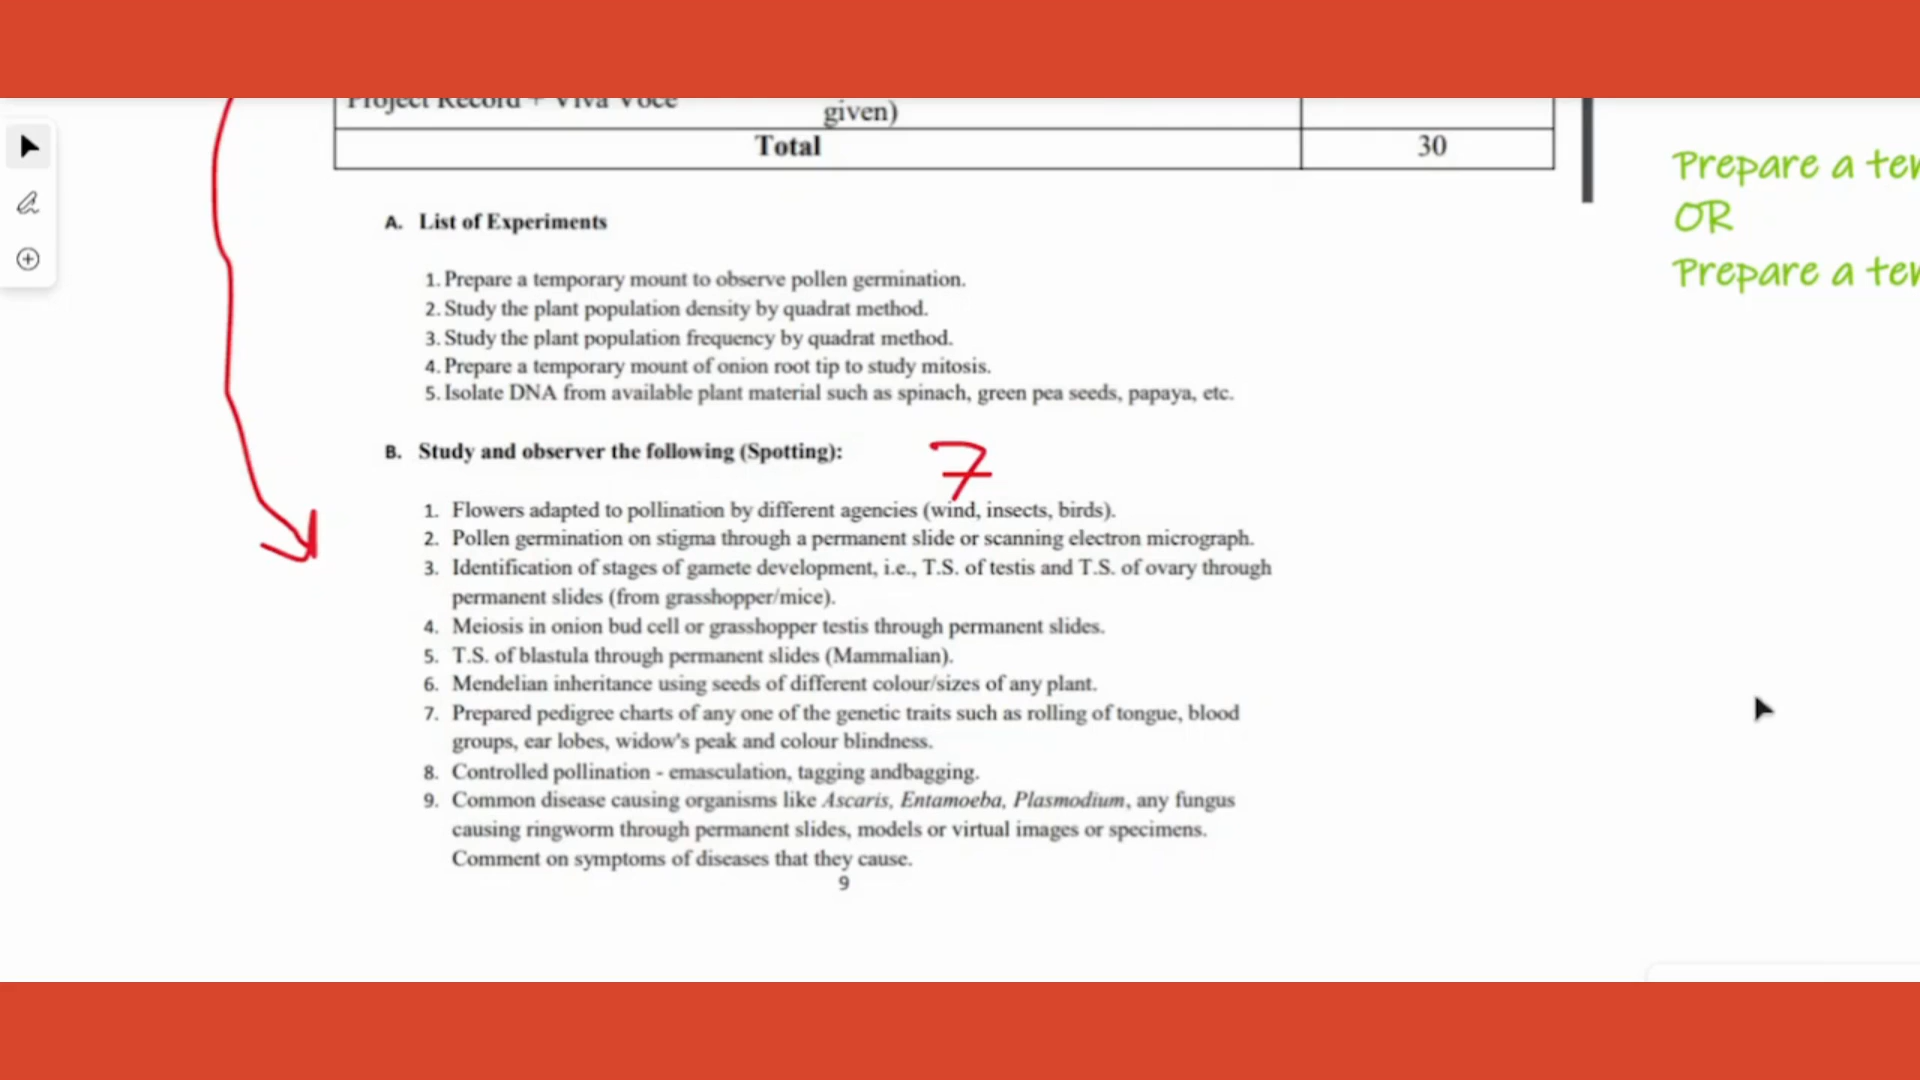 Project Record + Viva Voce
given)
Total 30
A. List of Experiments
1. Prepare a temporary mount to observe pollen germination.
2. Study the plant population density by quadrat method.
3. Study the plant population frequency by quadrat method.
4. Prepare a temporary mount of onion root tip to study mitosis.
5. Isolate DNA from available plant material such as spinach, green pea seeds, papaya, etc.
B. Study and observer the following (Spotting):
7
1. Flowers adapted to pollination by different agencies (wind, insects, birds).
2. Pollen germination on stigma through a permanent slide or scanning electron micrograph.
3. Identification of stages of gamete development, i.e., T.S. of testis and T.S. of ovary through
permanent slides (from grasshopper/mice).
4. Meiosis in onion bud cell or grasshopper testis through permanent slides.
5. T.S. of blastula through permanent slides (Mammalian).
6. Mendelian inheritance using seeds of different colour/sizes of any plant.
7. Prepared pedigree charts of any one of the genetic traits such as rolling of tongue, blood
groups, ear lobes, widow's peak and colour blindness.
8. Controlled pollination - emasculation, tagging andbagging.
9. Common disease causing organisms like Ascaris, Entamoeba, Plasmodium, any fungus
causing ringworm through permanent slides, models or virtual images or specimens.
Comment on symptoms of diseases that they cause.
9
Prepare a
OR
Prepare a